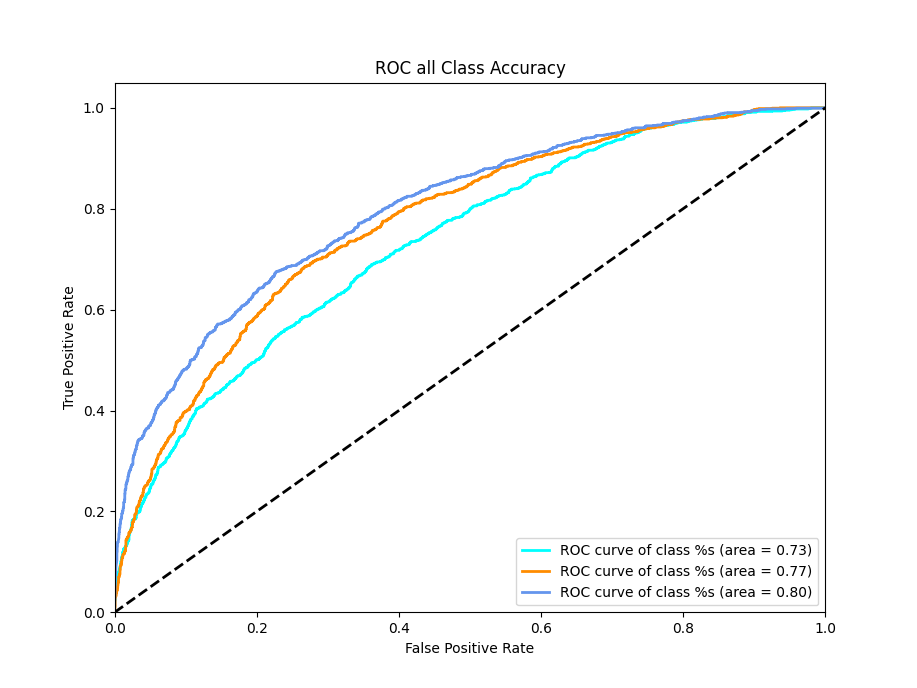 ROC all Class Accuracy
1.0
0.8
0.6
0.4
0.2
0.0
True Positive Rate
ROC curve of class %s (area = 0.73)
ROC curve of class %s (area = 0.77)
ROC curve of class %s (area = 0.80)
0.0 0.2 0.4 0.6 0.8 1.0
False Positive Rate